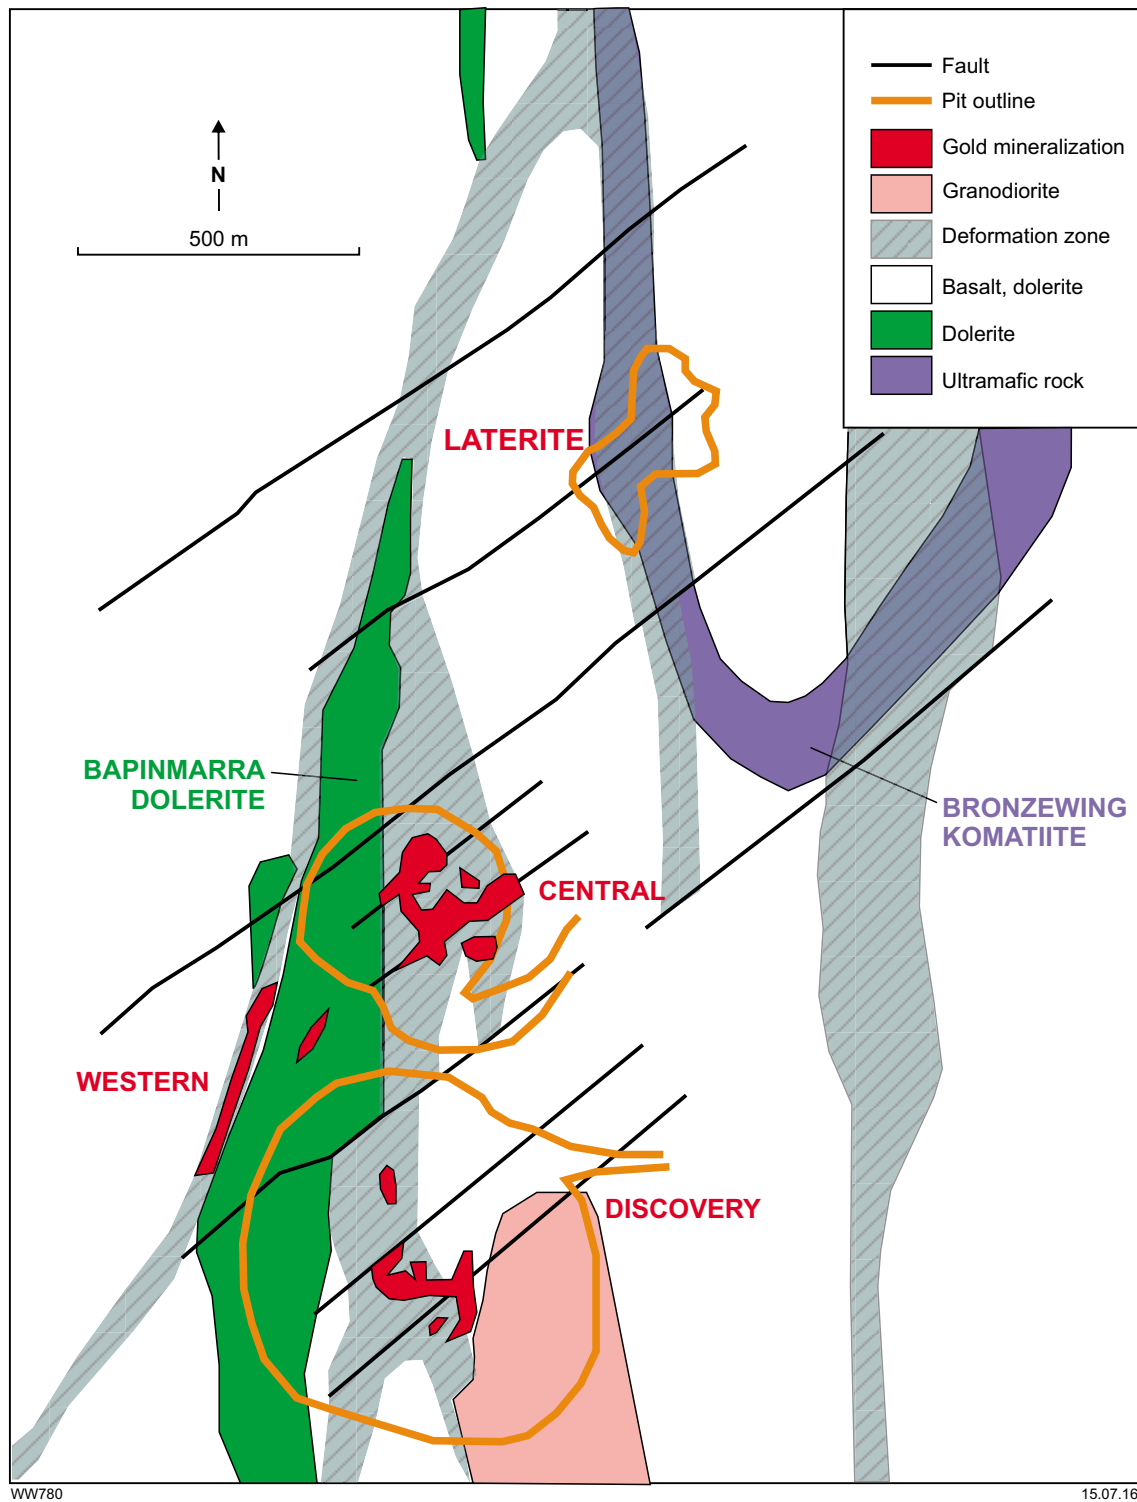 Fault
Pit outline
Gold mineralization
Granodiorite
Deformation zone
Basalt, dolerite
Dolerite
Ultramafic rock
N
500 m
LATERITE
BAPINMARRA
DOLERITE
BRONZEWING
KOMATIITE
CENTRAL
WESTERN
DISCOVERY
WW780
15.07.16